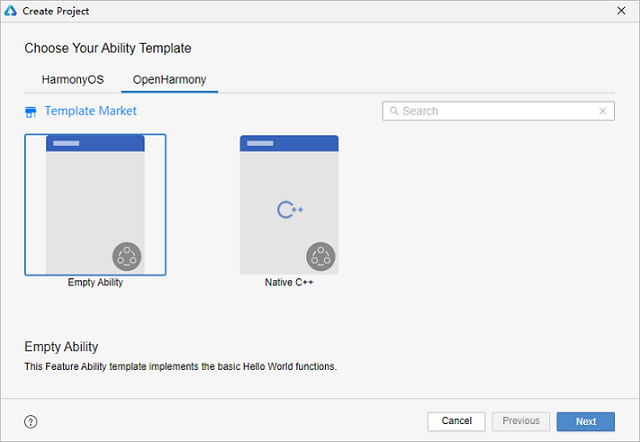 Create Project
Choose Your Ability Template
HarmonyOS OpenHarmony
Template Market Search
C++
Empty Ability Native C++
Empty Ability
This Feature Ability template implements the basic Hello World functions.
? Cancel Previous Next